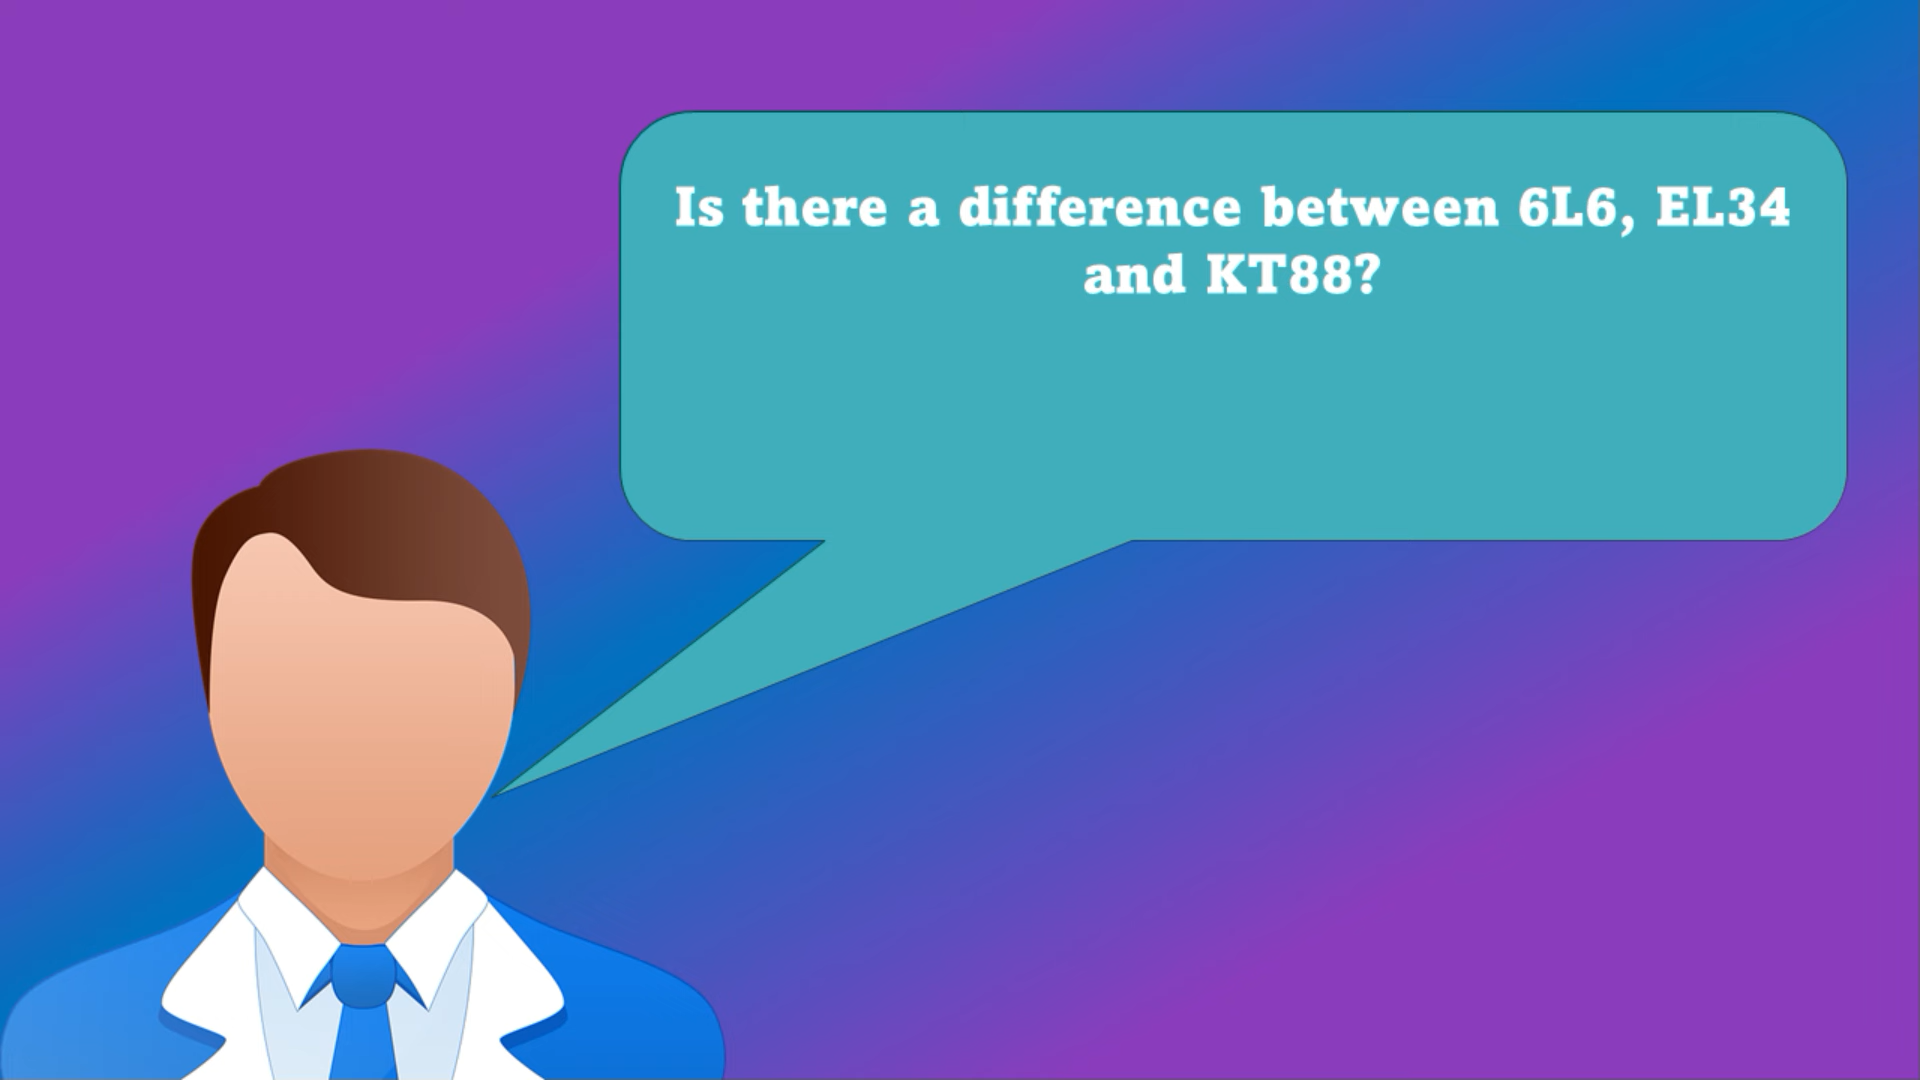 Is there a difference between 6L6, EL34
and KT88?